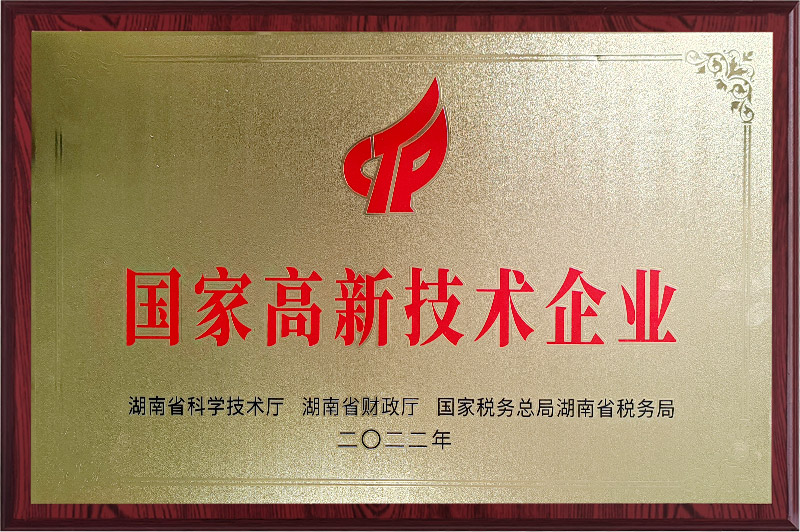 国家高新技术企业
湖南省科学技术厅 湖南省财政厅 国家税务总局湖南省税务局
二〇二二年